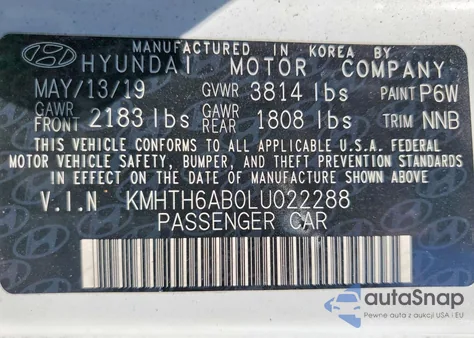 MANUFACTURED IN KOREA BY
HYUNDAI MOTOR COMPANY
MAY/13/19 GVWR 3814 lbs PAINT P6W
GAWR FRONT 2183 lbs GAWR REAR 1808 lbs TRIM NNB
THIS VEHICLE CONFORMS TO ALL APPLICABLE U.S.A. FEDERAL
MOTOR VEHICLE SAFETY, BUMPER, AND THEFT PREVENTION STANDARDS
IN EFFECT ON THE DATE OF MANUFACTURE SHOWN ABOVE.
V.I.N KMHTH6AB0LU022288
PASSENGER CAR
autoSnap
Pewne auta z aukcji USA i EU